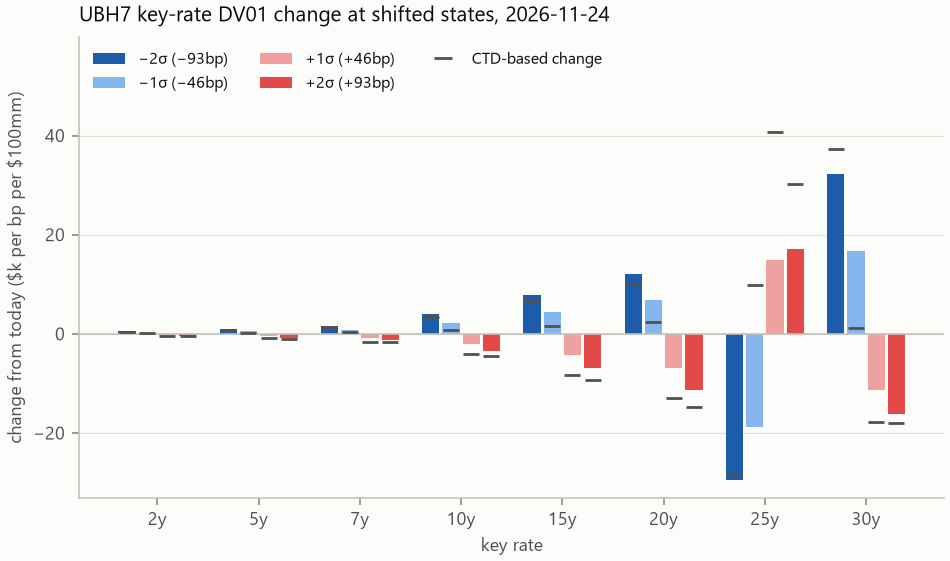 UBH7 key-rate DV01 change at shifted states, 2026-11-24
−2σ (−93bp)
+1σ (+46bp)
CTD-based change
−1σ (−46bp)
+2σ (+93bp)
change from today ($k per bp per $100mm)
40
20
0
−20
2y
5y
7y
10y
15y
20y
25y
30y
key rate